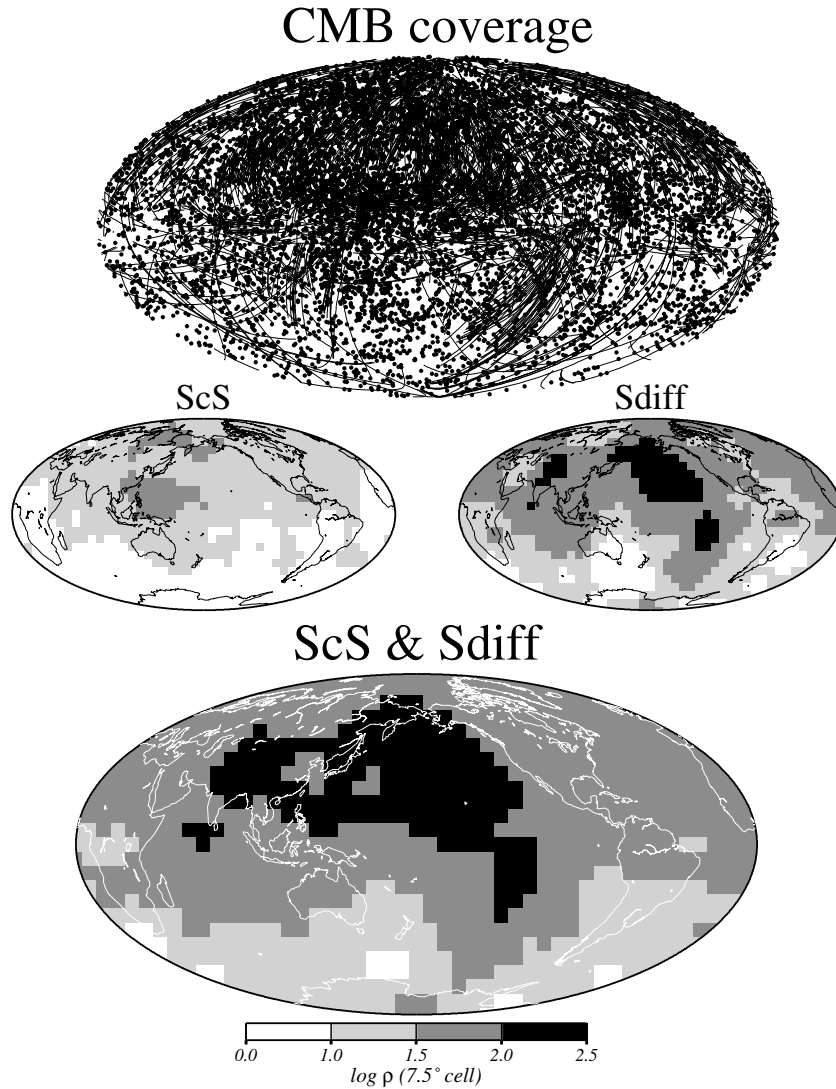 CMB coverage
ScS
Sdiff
ScS & Sdiff
0.0 1.0 1.5 2.0 2.5
log ρ (7.5° cell)